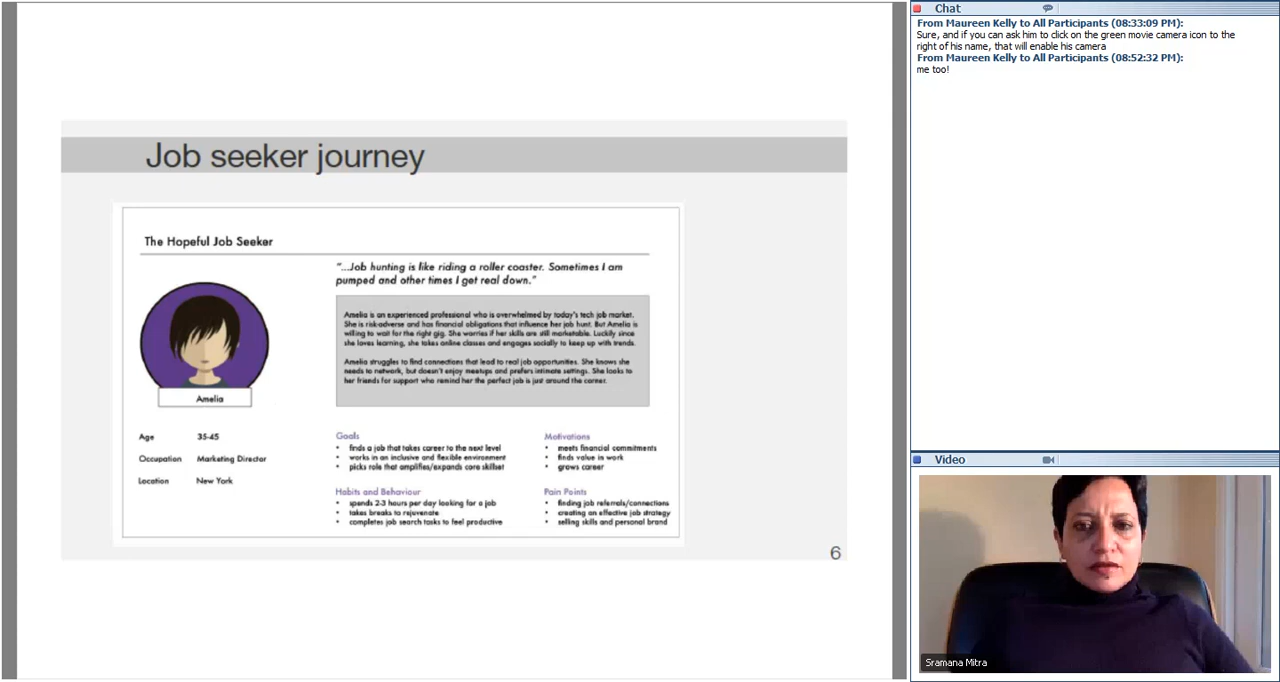 Job seeker journey
The Hopeful Job Seeker
"...Job hunting is like riding a roller coaster. Sometimes I am
pumped and other times I get real down."
Amelia is an experienced professional who is overwhelmed by today's tech job market.
She is risk-adverse and has financial obligations that influence her job hunt. But Amelia is
willing to wait for the right gig. She worries if her skills are still marketable. Luckily since
she loves learning, she takes online classes and engages socially to keep up with trends.
Amelia struggles to find connections that lead to real job opportunities. She knows she
needs to network, but doesn't enjoy meetups and prefers intimate settings. She looks to
her friends for support who remind her the perfect job is just around the corner.
Amelia
Age 35-45
Occupation Marketing Director
Location New York
Goals
• finds a job that takes career to the next level
• works in an inclusive and flexible environment
• picks role that amplifies/expands core skillset
Motivations
• meets financial commitments
• finds value in work
• grows career
Habits and Behaviour
• spends 2-3 hours per day looking for a job
• takes breaks to rejuvenate
• completes job search tasks to feel productive
Pain Points
• finding job referrals/connections
• creating an effective job strategy
• selling skills and personal brand
6
Chat
From Maureen Kelly to All Participants (08:33:09 PM):
Sure, and if you can ask him to click on the green movie camera icon to the
right of his name, that will enable his camera
From Maureen Kelly to All Participants (08:52:32 PM):
me too!
Video
Sramana Mitra